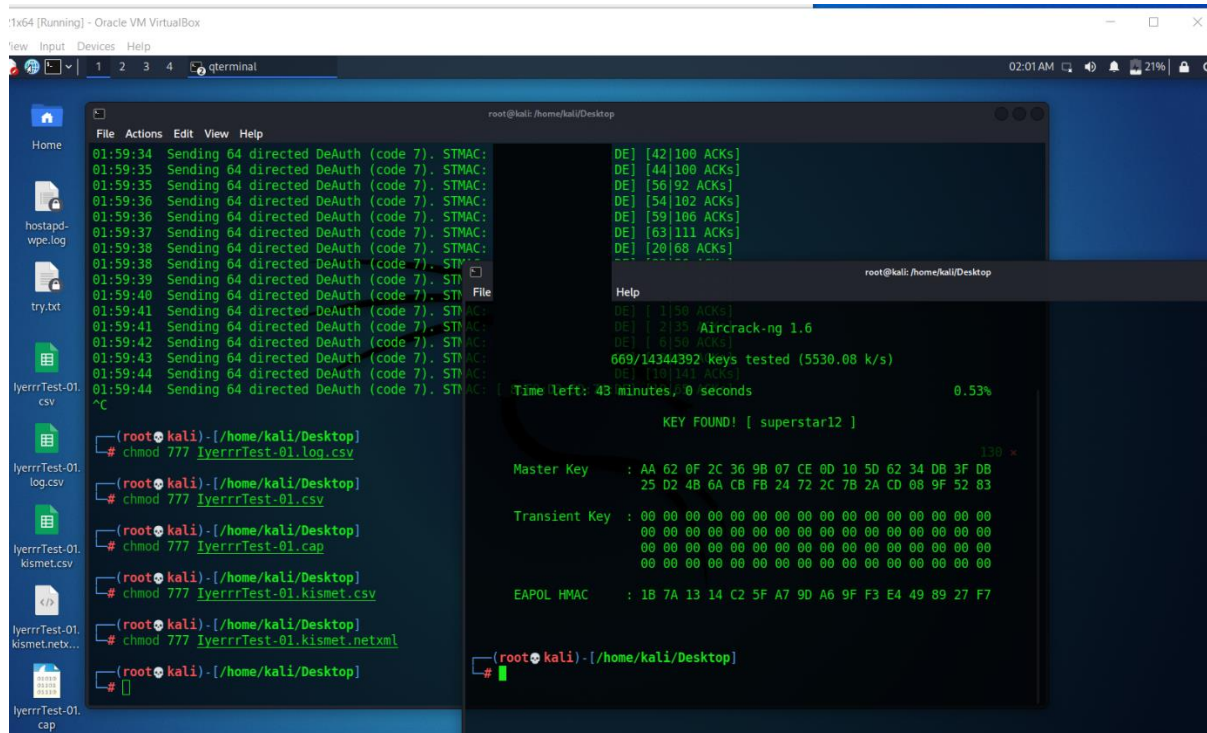 21x64 [Running] - Oracle VM VirtualBox
View Input Devices Help
1 2 3 4 qterminal
02:01 AM 21%
Home
hostapd-
wpe.log
try.txt
IyerrrTest-01.
csv
IyerrrTest-01.
log.csv
IyerrrTest-01.
kismet.csv
IyerrrTest-01.
kismet.netx...
IyerrrTest-01.
cap
root@kali: /home/kali/Desktop
File Actions Edit View Help
01:59:34 Sending 64 directed DeAuth (code 7). STMAC: DE] [42|100 ACKs]
01:59:35 Sending 64 directed DeAuth (code 7). STMAC: DE] [44|100 ACKs]
01:59:35 Sending 64 directed DeAuth (code 7). STMAC: DE] [56|92 ACKs]
01:59:36 Sending 64 directed DeAuth (code 7). STMAC: DE] [54|102 ACKs]
01:59:36 Sending 64 directed DeAuth (code 7). STMAC: DE] [59|106 ACKs]
01:59:37 Sending 64 directed DeAuth (code 7). STMAC: DE] [63|111 ACKs]
01:59:38 Sending 64 directed DeAuth (code 7). STMAC: DE] [20|68 ACKs]
01:59:38 Sending 64 directed DeAuth (code 7). STM
01:59:39 Sending 64 directed DeAuth (code 7). STM
01:59:40 Sending 64 directed DeAuth (code 7). STM
01:59:41 Sending 64 directed DeAuth (code 7). STMAC: DE] [ 1|50 ACKs]
01:59:41 Sending 64 directed DeAuth (code 7). STMAC: DE] [ 2|35 ACKs]
01:59:42 Sending 64 directed DeAuth (code 7). STMAC: DE] [ 6|50 ACKs]
01:59:43 Sending 64 directed DeAuth (code 7). STMAC:
01:59:44 Sending 64 directed DeAuth (code 7). STMAC: DE] [10|141 ACKs]
01:59:44 Sending 64 directed DeAuth (code 7). STMAC:
^C
(root kali)-[/home/kali/Desktop]
# chmod 777 IyerrrTest-01.log.csv
(root kali)-[/home/kali/Desktop]
# chmod 777 IyerrrTest-01.csv
(root kali)-[/home/kali/Desktop]
# chmod 777 IyerrrTest-01.cap
(root kali)-[/home/kali/Desktop]
# chmod 777 IyerrrTest-01.kismet.csv
(root kali)-[/home/kali/Desktop]
# chmod 777 IyerrrTest-01.kismet.netxml
(root kali)-[/home/kali/Desktop]
#
130 ×
root@kali: /home/kali/Desktop
File Help
Aircrack-ng 1.6
669/14344392 keys tested (5530.08 k/s)
Time left: 43 minutes, 0 seconds 0.53%
KEY FOUND! [ superstar12 ]
Master Key : AA 62 0F 2C 36 9B 07 CE 0D 10 5D 62 34 DB 3F DB
25 D2 4B 6A CB FB 24 72 2C 7B 2A CD 08 9F 52 83
Transient Key : 00 00 00 00 00 00 00 00 00 00 00 00 00 00 00 00
00 00 00 00 00 00 00 00 00 00 00 00 00 00 00 00
00 00 00 00 00 00 00 00 00 00 00 00 00 00 00 00
00 00 00 00 00 00 00 00 00 00 00 00 00 00 00 00
EAPOL HMAC : 1B 7A 13 14 C2 5F A7 9D A6 9F F3 E4 49 89 27 F7
(root kali)-[/home/kali/Desktop]
#